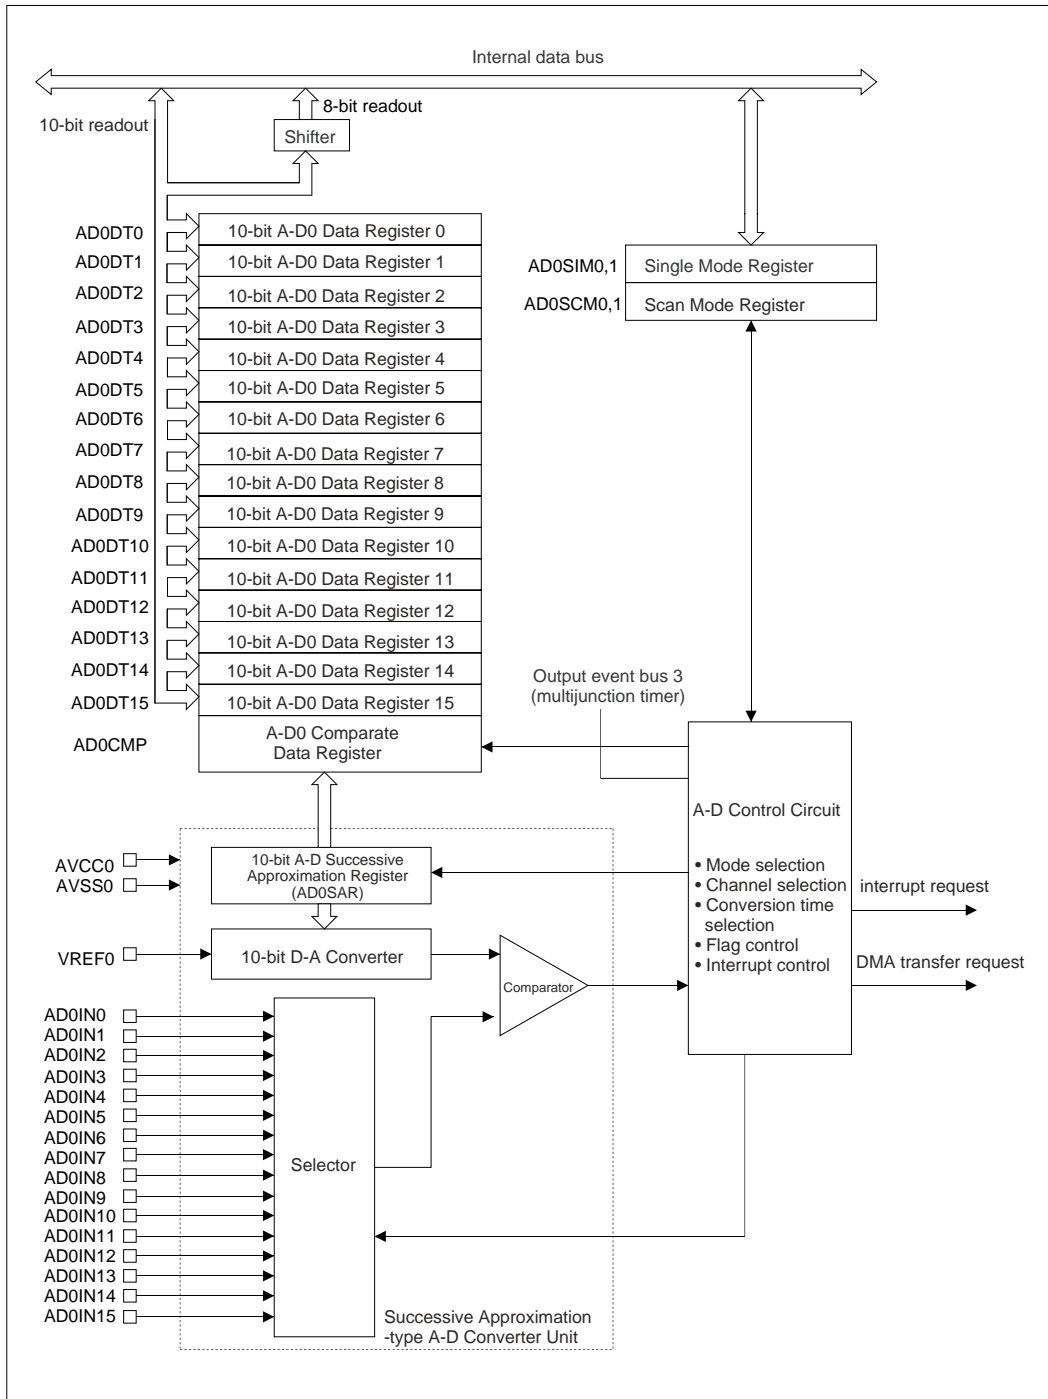 Internal data bus
8-bit readout
10-bit readout
Shifter
AD0DT0
10-bit A-D0 Data Register 0
AD0DT1
10-bit A-D0 Data Register 1
AD0DT2
10-bit A-D0 Data Register 2
AD0DT3
10-bit A-D0 Data Register 3
AD0DT4
10-bit A-D0 Data Register 4
AD0DT5
10-bit A-D0 Data Register 5
AD0DT6
10-bit A-D0 Data Register 6
AD0DT7
10-bit A-D0 Data Register 7
AD0DT8
10-bit A-D0 Data Register 8
AD0DT9
10-bit A-D0 Data Register 9
AD0DT10
10-bit A-D0 Data Register 10
AD0DT11
10-bit A-D0 Data Register 11
AD0DT12
10-bit A-D0 Data Register 12
AD0DT13
10-bit A-D0 Data Register 13
AD0DT14
10-bit A-D0 Data Register 14
AD0DT15
10-bit A-D0 Data Register 15
AD0CMP
A-D0 Comparate
Data Register
AD0SIM0,1
Single Mode Register
AD0SCM0,1
Scan Mode Register
Output event bus 3
(multijunction timer)
A-D Control Circuit
• Mode selection
• Channel selection
• Conversion time
selection
• Flag control
• Interrupt control
interrupt request
DMA transfer request
AVCC0
AVSS0
10-bit A-D Successive
Approximation Register
(AD0SAR)
VREF0
10-bit D-A Converter
Comparator
AD0IN0
AD0IN1
AD0IN2
AD0IN3
AD0IN4
AD0IN5
AD0IN6
AD0IN7
AD0IN8
AD0IN9
AD0IN10
AD0IN11
AD0IN12
AD0IN13
AD0IN14
AD0IN15
Selector
Successive Approximation
-type A-D Converter Unit